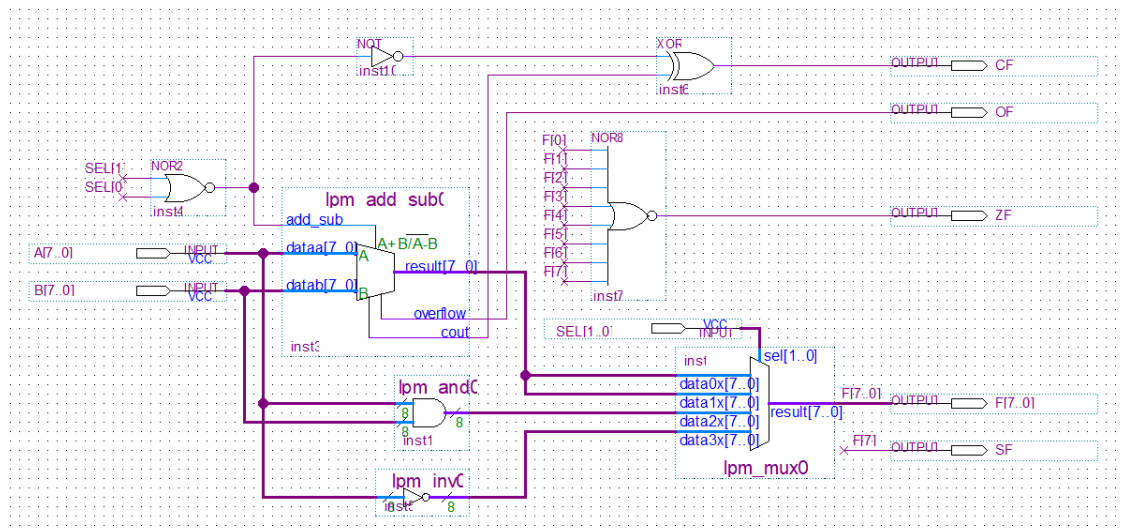 NOT
inst10
XOR
inst6
OUTPUT
CF
OUTPUT
OF
F[0]
NOR8
F[1]
F[2]
F[3]
F[4]
F[5]
F[6]
F[7]
inst7
SEL[1]
NOR2
SEL[0]
inst4
OUTPUT
ZF
lpm_add_sub0
add_sub
A+B/A-B
A[7..0]
INPUT
VCC
dataa[7..0]
A
result[7..0]
B[7..0]
INPUT
VCC
datab[7..0]
B
overflow
cout
inst3
SEL[1..0]
VCC
INPUT
inst
sel[1..0]
lpm_and0
8
8
8
inst1
data0x[7..0]
data1x[7..0]
data2x[7..0]
data3x[7..0]
result[7..0]
lpm_mux0
F[7..0]
OUTPUT
F[7..0]
F[7]
OUTPUT
SF
lpm_inv0
8
8